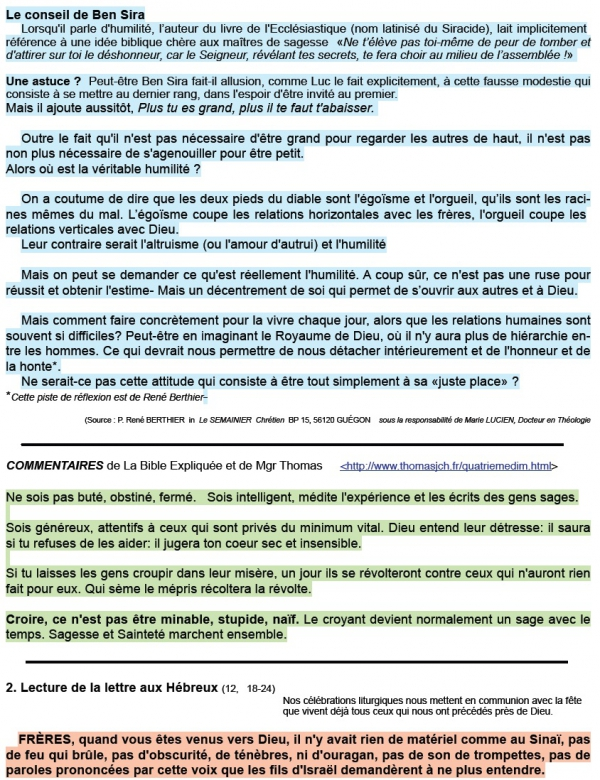 Le conseil de Ben Sira
Lorsqu'il parle d'humilité, l'auteur du livre de l'Ecclésiastique (nom latinisé du Siracide), lait implicitement
référence à une idée biblique chère aux maîtres de sagesse «Ne t'élève pas toi-même de peur de tomber et
d'attirer sur toi le déshonneur, car le Seigneur, révélant tes secrets, te fera choir au milieu de l'assemblée !»
Une astuce ? Peut-être Ben Sira fait-il allusion, comme Luc le fait explicitement, à cette fausse modestie qui
consiste à se mettre au dernier rang, dans l'espoir d'être invité au premier.
Mais il ajoute aussitôt, Plus tu es grand, plus il te faut t'abaisser.
Outre le fait qu'il n'est pas nécessaire d'être grand pour regarder les autres de haut, il n'est pas
non plus nécessaire de s'agenouiller pour être petit.
Alors où est la véritable humilité ?
On a coutume de dire que les deux pieds du diable sont l'égoïsme et l'orgueil, qu'ils sont les raci-
nes mêmes du mal. L'égoïsme coupe les relations horizontales avec les frères, l'orgueil coupe les
relations verticales avec Dieu.
Leur contraire serait l'altruisme (ou l'amour d'autrui) et l'humilité
Mais on peut se demander ce qu'est réellement l'humilité. A coup sûr, ce n'est pas une ruse pour
réussit et obtenir l'estime- Mais un décentrement de soi qui permet de s'ouvrir aux autres et à Dieu.
Mais comment faire concrètement pour la vivre chaque jour, alors que les relations humaines sont
souvent si difficiles? Peut-être en imaginant le Royaume de Dieu, où il n'y aura plus de hiérarchie en-
tre les hommes. Ce qui devrait nous permettre de nous détacher intérieurement et de l'honneur et de
la honte*.
Ne serait-ce pas cette attitude qui consiste à être tout simplement à sa «juste place» ?
*Cette piste de réflexion est de René Berthier-
(Source : P. René BERTHIER in Le SEMAINIER Chrétien BP 15, 56120 GUÉGON sous la responsabilité de Marie LUCIEN, Docteur en Théologie
COMMENTAIRES de La Bible Expliquée et de Mgr Thomas <http://www.thomasjch.fr/quatriemedim.html>
Ne sois pas buté, obstiné, fermé. Sois intelligent, médite l'expérience et les écrits des gens sages.
Sois généreux, attentifs à ceux qui sont privés du minimum vital. Dieu entend leur détresse: il saura
si tu refuses de les aider: il jugera ton coeur sec et insensible.
Si tu laisses les gens croupir dans leur misère, un jour ils se révolteront contre ceux qui n'auront rien
fait pour eux. Qui sème le mépris récoltera la révolte.
Croire, ce n'est pas être minable, stupide, naïf. Le croyant devient normalement un sage avec le
temps. Sagesse et Sainteté marchent ensemble.
2. Lecture de la lettre aux Hébreux (12, 18-24)
Nos célébrations liturgiques nous mettent en communion avec la fête
que vivent déjà tous ceux qui nous ont précédés près de Dieu.
FRÈRES, quand vous êtes venus vers Dieu, il n'y avait rien de matériel comme au Sinaï, pas
de feu qui brûle, pas d'obscurité, de ténèbres, ni d'ouragan, pas de son de trompettes, pas de
paroles prononcées par cette voix que les fils d'Israël demandèrent à ne plus entendre.